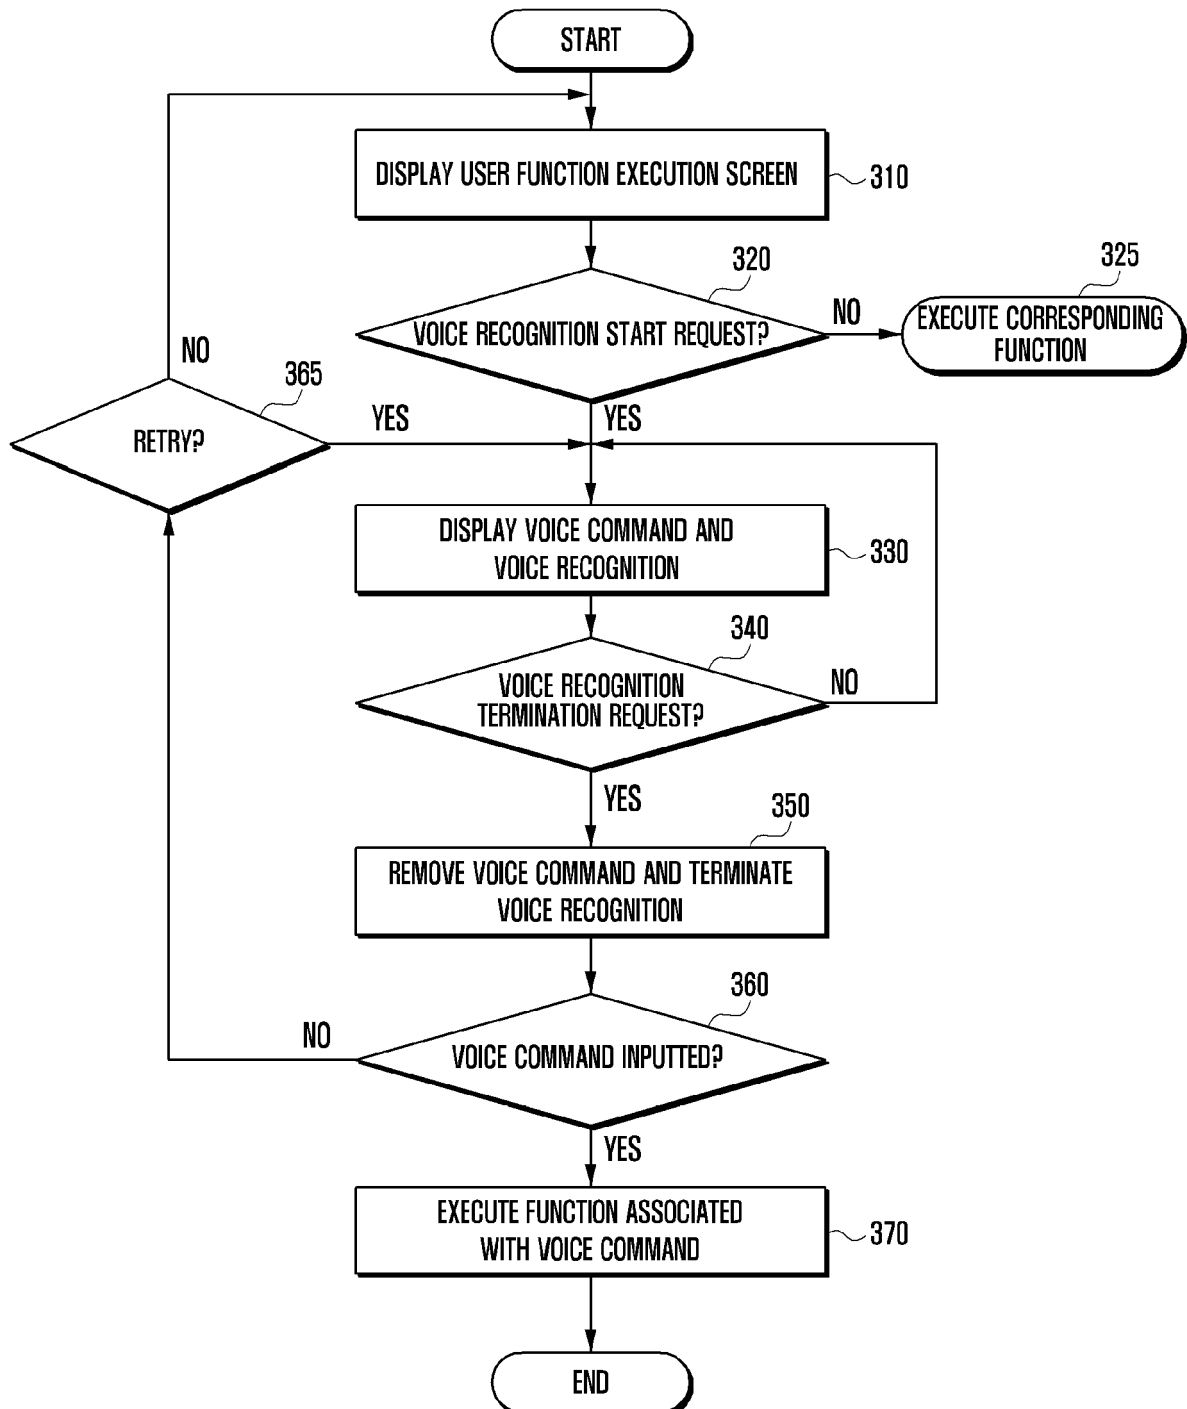 START
DISPLAY USER FUNCTION EXECUTION SCREEN
310
320
325
VOICE RECOGNITION START REQUEST?
NO
EXECUTE CORRESPONDING
FUNCTION
NO
365
RETRY?
YES
YES
DISPLAY VOICE COMMAND AND
VOICE RECOGNITION
330
340
VOICE RECOGNITION
TERMINATION REQUEST?
NO
YES
350
REMOVE VOICE COMMAND AND TERMINATE
VOICE RECOGNITION
360
NO
VOICE COMMAND INPUTTED?
YES
EXECUTE FUNCTION ASSOCIATED
WITH VOICE COMMAND
370
END